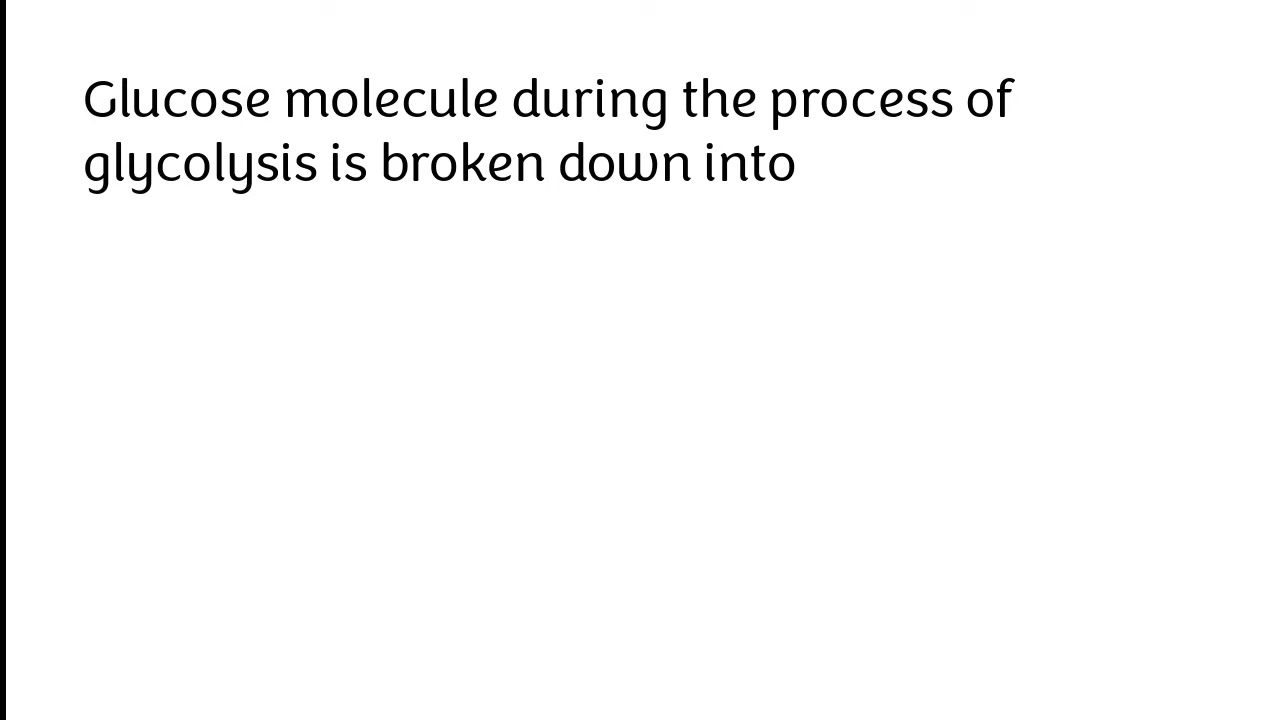 Glucose molecule during the process of
glycolysis is broken down into